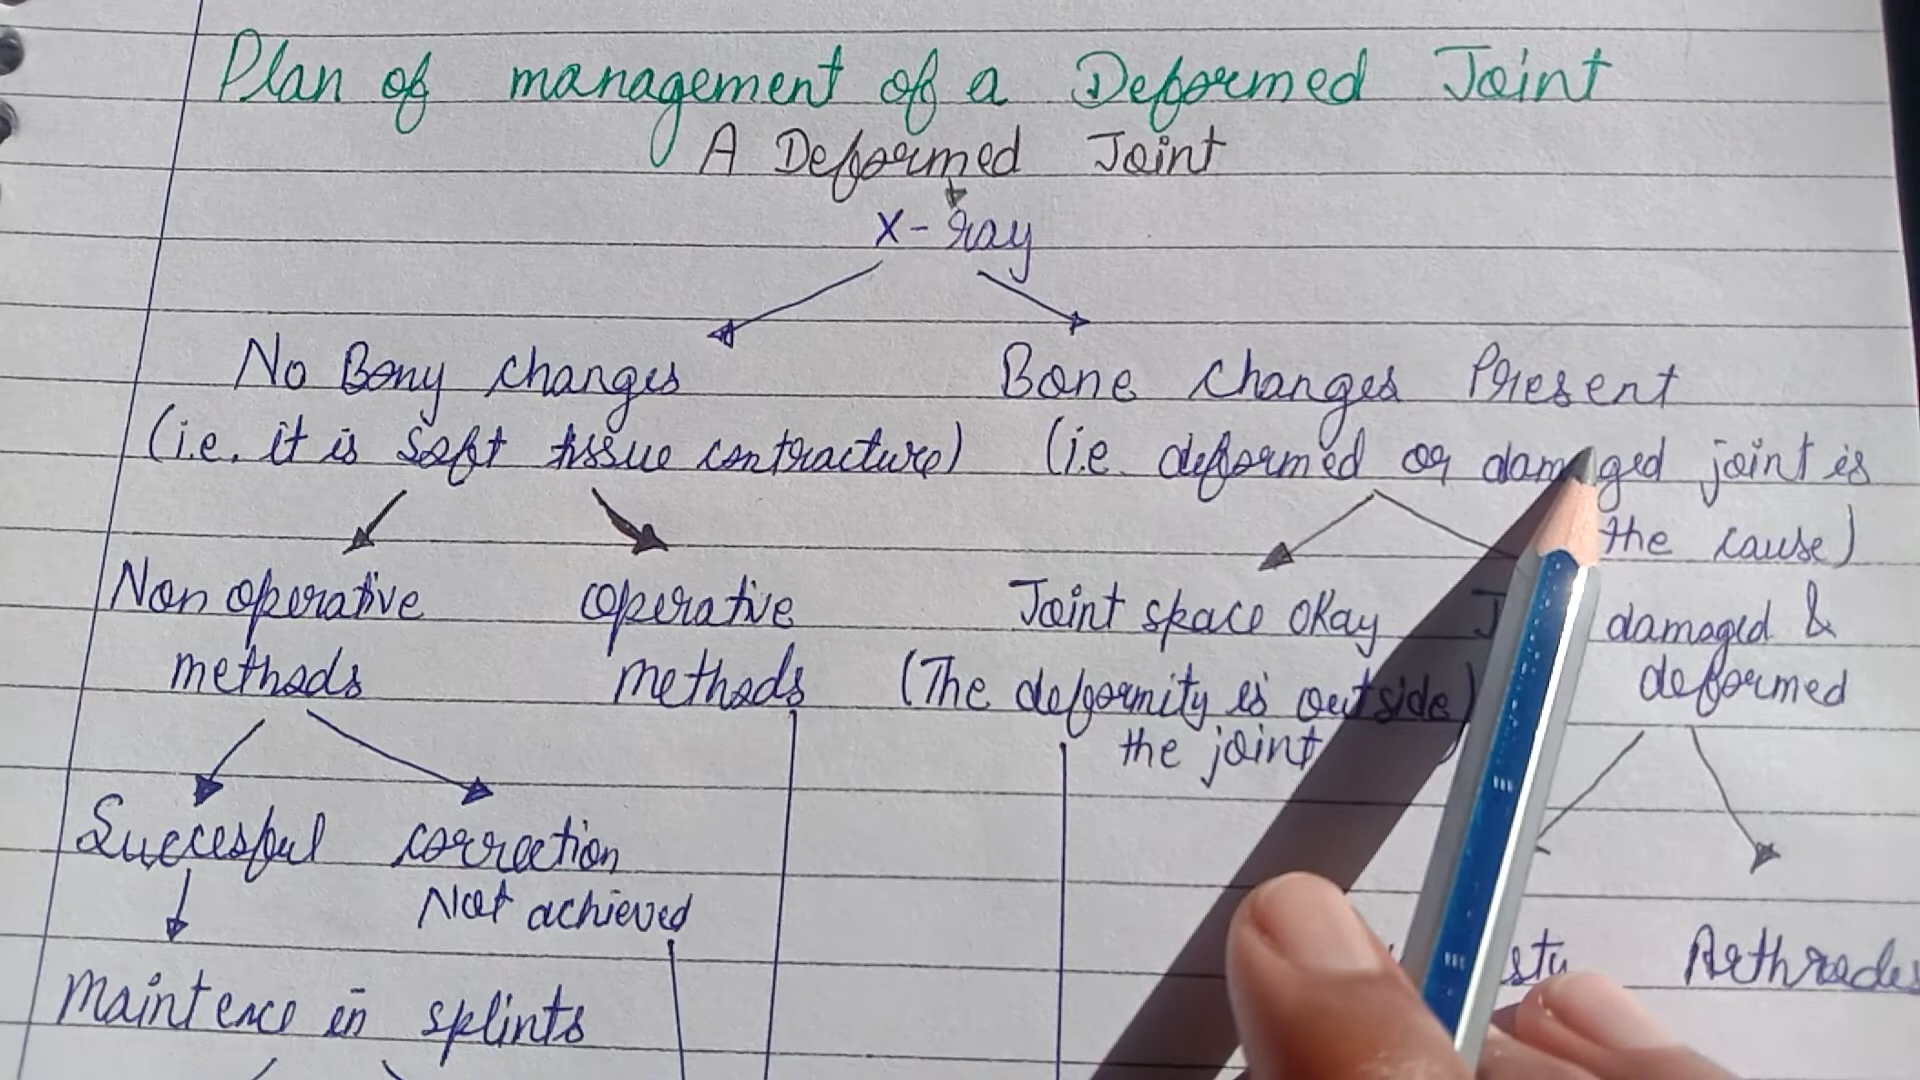 Plan of management of a Deformed Joint
A Deformed Joint
X-ray
No Bony changes
Bone changes Present
(i.e. it is soft tissue contracture)
(i.e. deformed or damaged joint is
the cause)
Non operative
methods
operative
methods
Joint space okay
(The deformity is outside)
the joint
damaged &
deformed
Succesful
correction
Not achieved
Maintence in splints